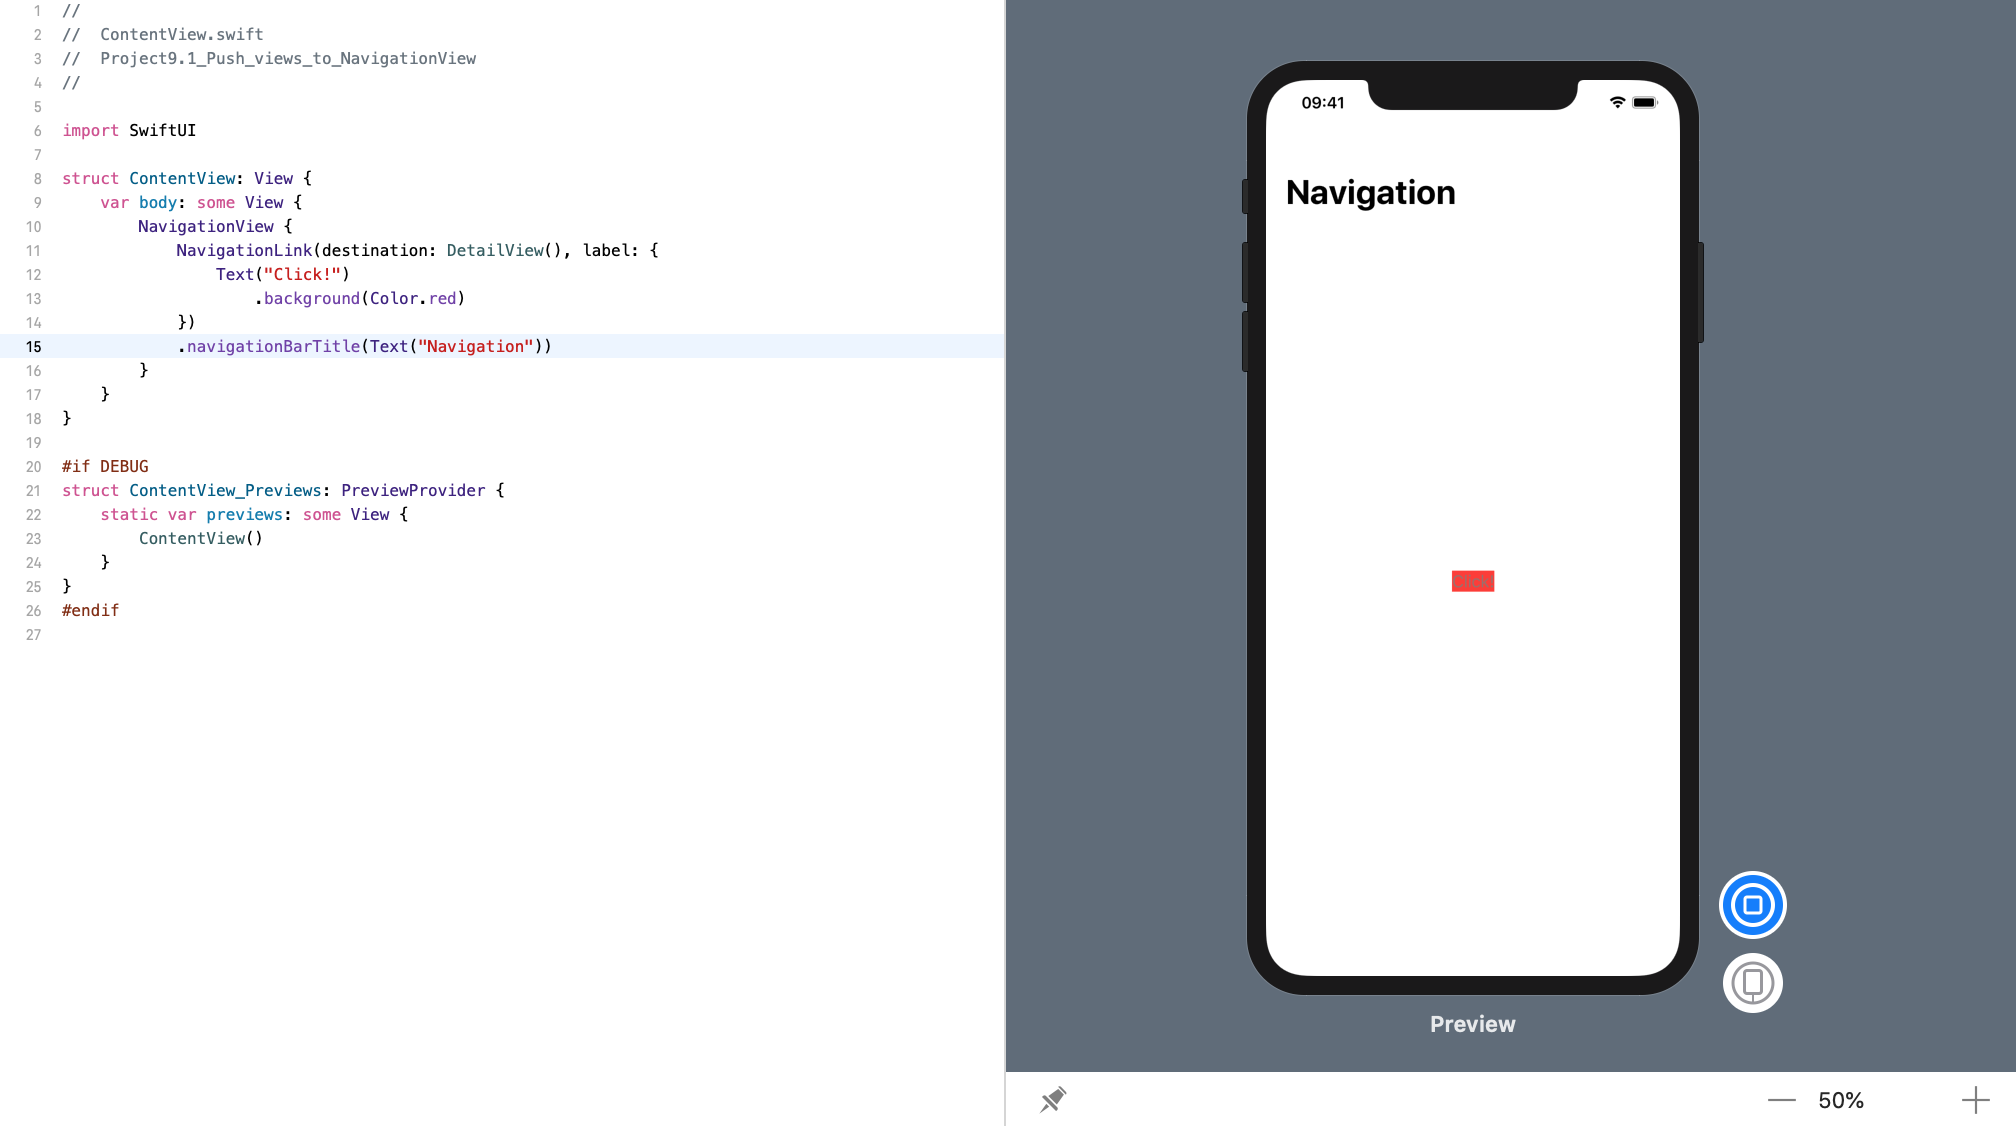 1 //
2 //  ContentView.swift
3 //  Project9.1_Push_views_to_NavigationView
4 //
5
6 import SwiftUI
7
8 struct ContentView: View {
9     var body: some View {
10         NavigationView {
11             NavigationLink(destination: DetailView(), label: {
12                 Text("Click!")
13                     .background(Color.red)
14             })
15             .navigationBarTitle(Text("Navigation"))
16         }
17     }
18 }
19
20 #if DEBUG
21 struct ContentView_Previews: PreviewProvider {
22     static var previews: some View {
23         ContentView()
24     }
25 }
26 #endif
27
09:41
Navigation
Click!
Preview
50%